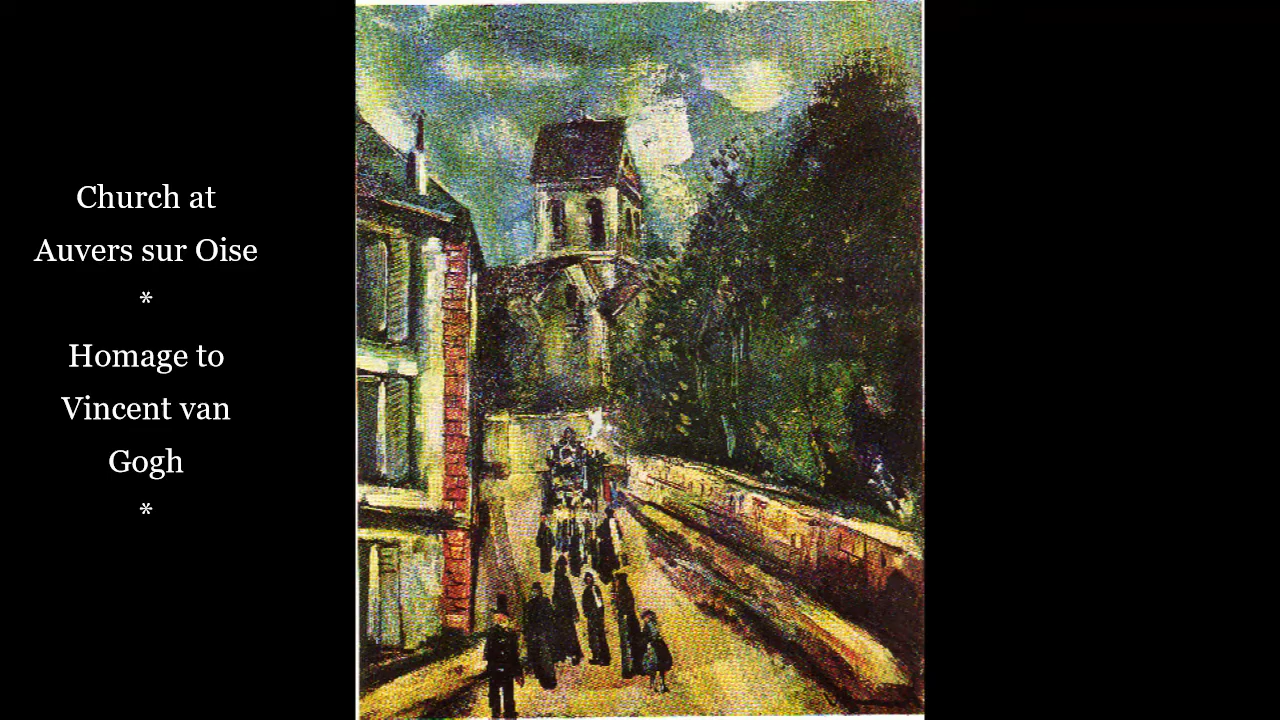 Church at
Auvers sur Oise
*
Homage to
Vincent van
Gogh
*